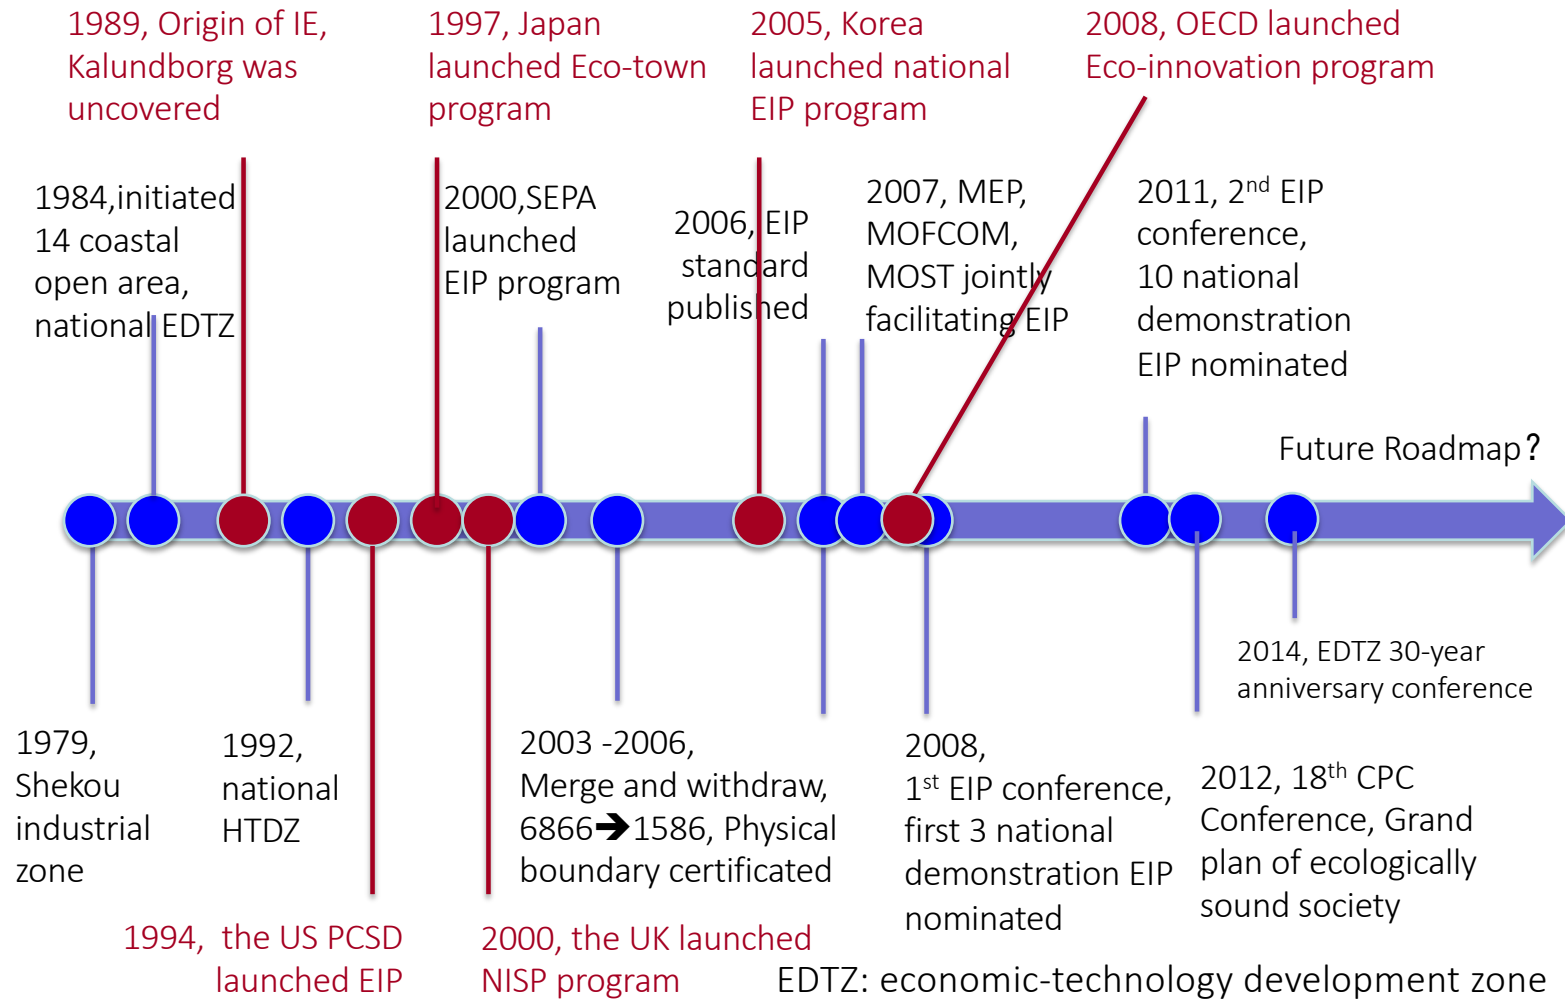 1989, Origin of IE,
Kalundborg was
uncovered
1997, Japan
launched Eco-town
program
2005, Korea
launched national
EIP program
2008, OECD launched
Eco-innovation program
1984,initiated
14 coastal
open area,
national EDTZ
2000,SEPA
launched
EIP program
2006, EIP
standard
published
2007, MEP,
MOFCOM,
MOST jointly
facilitating EIP
2011, 2nd EIP
conference,
10 national
demonstration
EIP nominated
Future Roadmap?
1979,
Shekou
industrial
zone
1992,
national
HTDZ
2003 -2006,
Merge and withdraw,
6866➔1586, Physical
boundary certificated
2008,
1st EIP conference,
first 3 national
demonstration EIP
nominated
2014, EDTZ 30-year
anniversary conference
2012, 18th CPC
Conference, Grand
plan of ecologically
sound society
1994, the US PCSD
launched EIP
2000, the UK launched
NISP program
EDTZ: economic-technology development zone